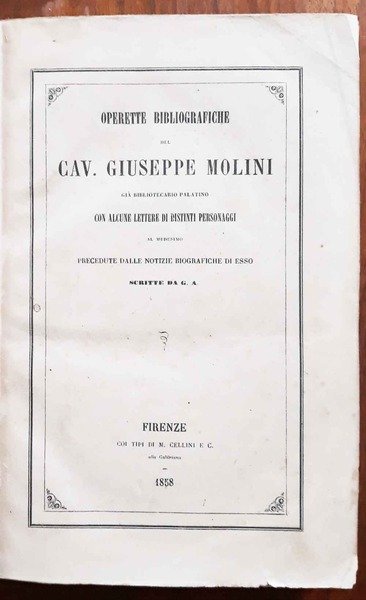 OPERETTE BIBLIOGRAFICHE
DEL
CAV. GIUSEPPE MOLINI
GIÀ BIBLIOTECARIO PALATINO
CON ALCUNE LETTERE DI DISTINTI PERSONAGGI
AL MEDESIMO
PRECEDUTE DALLE NOTIZIE BIOGRAFICHE DI ESSO
SCRITTE DA G. A.
FIRENZE
COI TIPI DI M. CELLINI E C.
alla Galileiana
1858